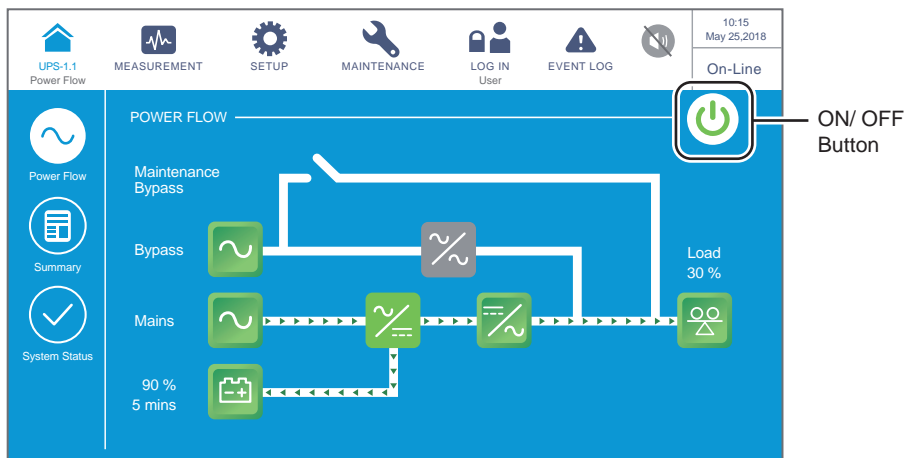 10:15
May 25,2018
UPS-1.1
Power Flow
MEASUREMENT
SETUP
MAINTENANCE
LOG IN
User
EVENT LOG
On-Line
POWER FLOW
ON/ OFF
Button
Power Flow
Maintenance
Bypass
Bypass
Load
30 %
Summary
Mains
System Status
90 %
5 mins